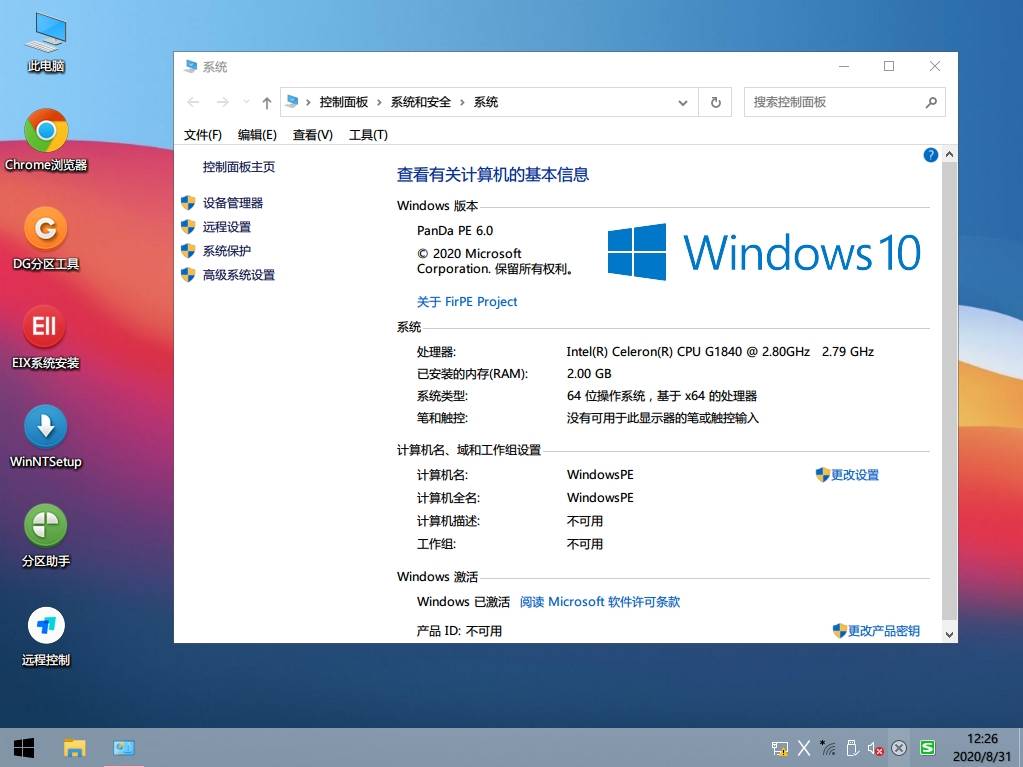 此电脑
Chrome浏览器
DG分区工具
EIX系统安装
WinNTSetup
分区助手
远程控制
系统
控制面板 › 系统和安全 › 系统
搜索控制面板
文件(F) 编辑(E) 查看(V) 工具(T)
控制面板主页
设备管理器
远程设置
系统保护
高级系统设置
查看有关计算机的基本信息
Windows 版本
PanDa PE 6.0
© 2020 Microsoft
Corporation. 保留所有权利。
Windows 10
关于 FirPE Project
系统
处理器: Intel(R) Celeron(R) CPU G1840 @ 2.80GHz 2.79 GHz
已安装的内存(RAM): 2.00 GB
系统类型: 64 位操作系统，基于 x64 的处理器
笔和触控: 没有可用于此显示器的笔或触控输入
计算机名、域和工作组设置
计算机名: WindowsPE 更改设置
计算机全名: WindowsPE
计算机描述: 不可用
工作组: 不可用
Windows 激活
Windows 已激活 阅读 Microsoft 软件许可条款
产品 ID: 不可用 更改产品密钥
12:26
2020/8/31